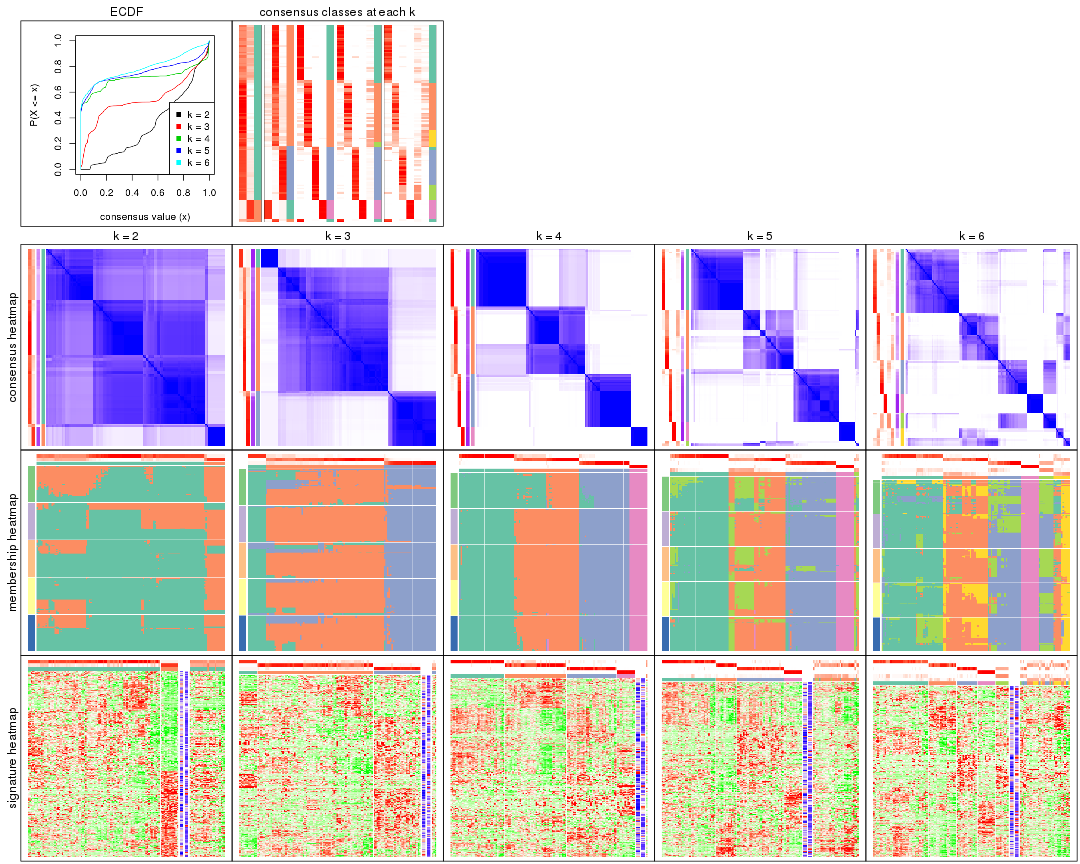 ECDF
consensus classes at each k
P(X <= x)
0.0 0.2 0.4 0.6 0.8 1.0
k = 2
k = 3
k = 4
k = 5
k = 6
0.0 0.2 0.4 0.6 0.8 1.0
consensus value (x)
k = 2
k = 3
k = 4
k = 5
k = 6
consensus heatmap
membership heatmap
signature heatmap